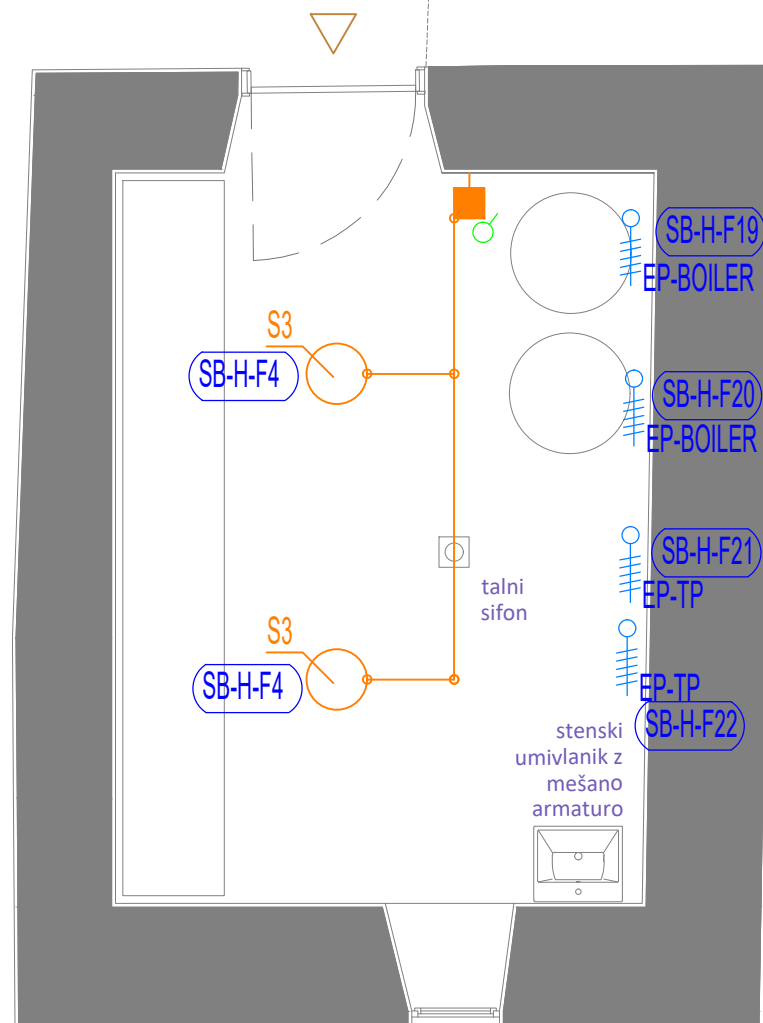 SB-H-F19
EP-BOILER
S3
SB-H-F4
SB-H-F20
EP-BOILER
SB-H-F21
talni
sifon
EP-TP
S3
SB-H-F4
EP-TP
SB-H-F22
stenski
umivlanik z
mešano
armaturo